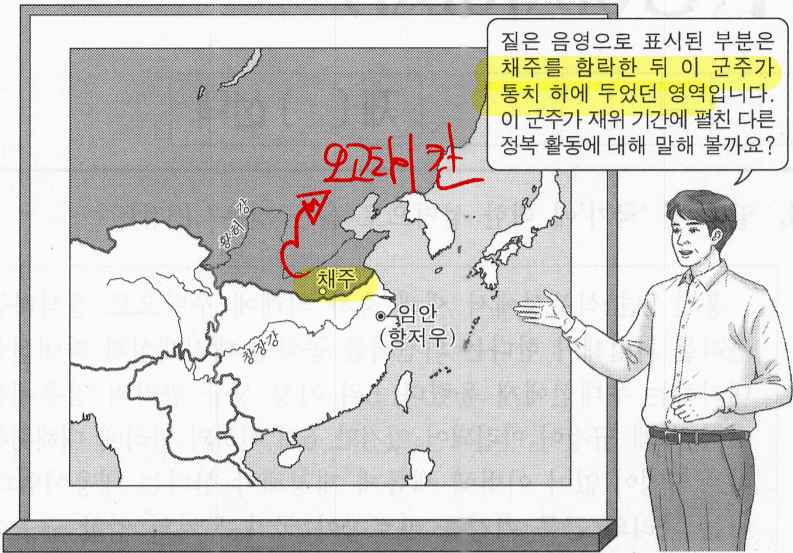 짙은 음영으로 표시된 부분은
채주를 함락한 뒤 이 군주가
통치 하에 두었던 영역입니다.
이 군주가 재위 기간에 펼친 다른
정복 활동에 대해 말해 볼까요?
오고타이 칸
황허 강
채주
임안
(항저우)
창장강